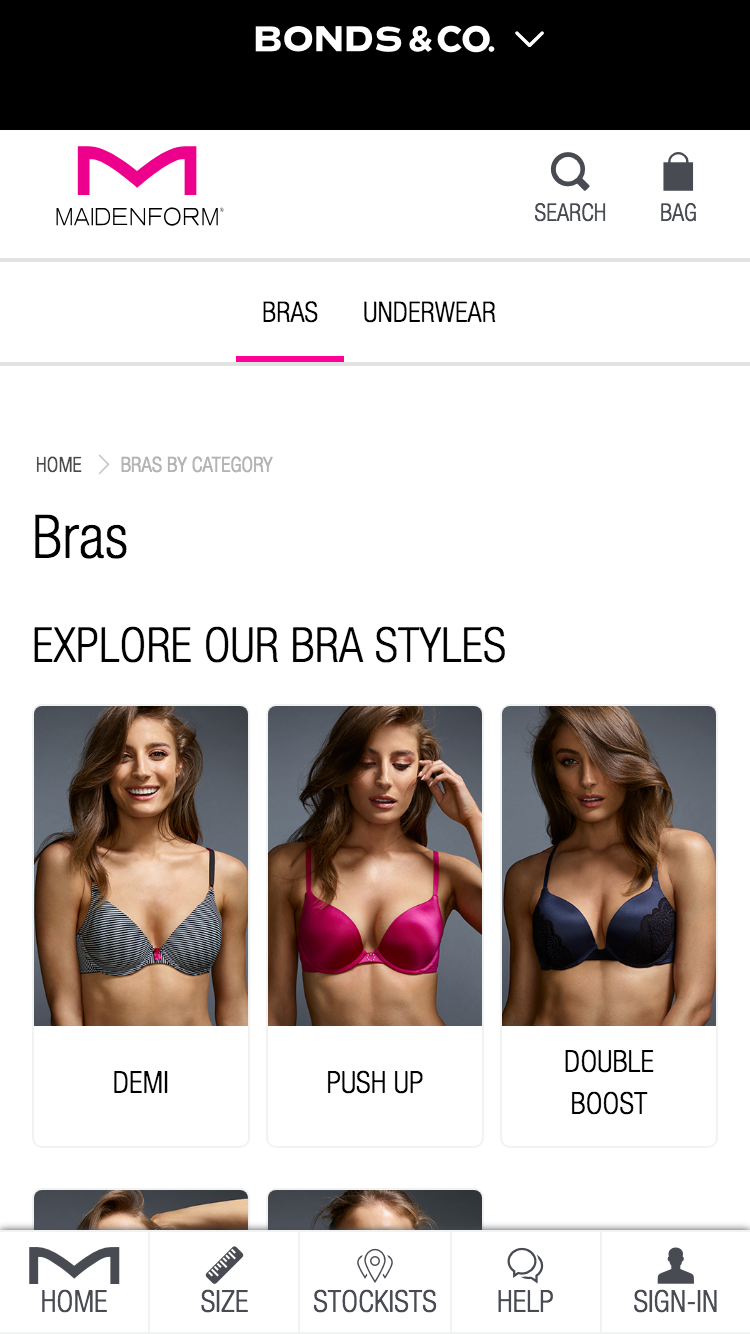 BONDS & CO.
MAIDENFORM®
SEARCH
BAG
BRAS
UNDERWEAR
HOME
BRAS BY CATEGORY
Bras
EXPLORE OUR BRA STYLES
DEMI
PUSH UP
DOUBLE
BOOST
HOME
SIZE
STOCKISTS
HELP
SIGN-IN